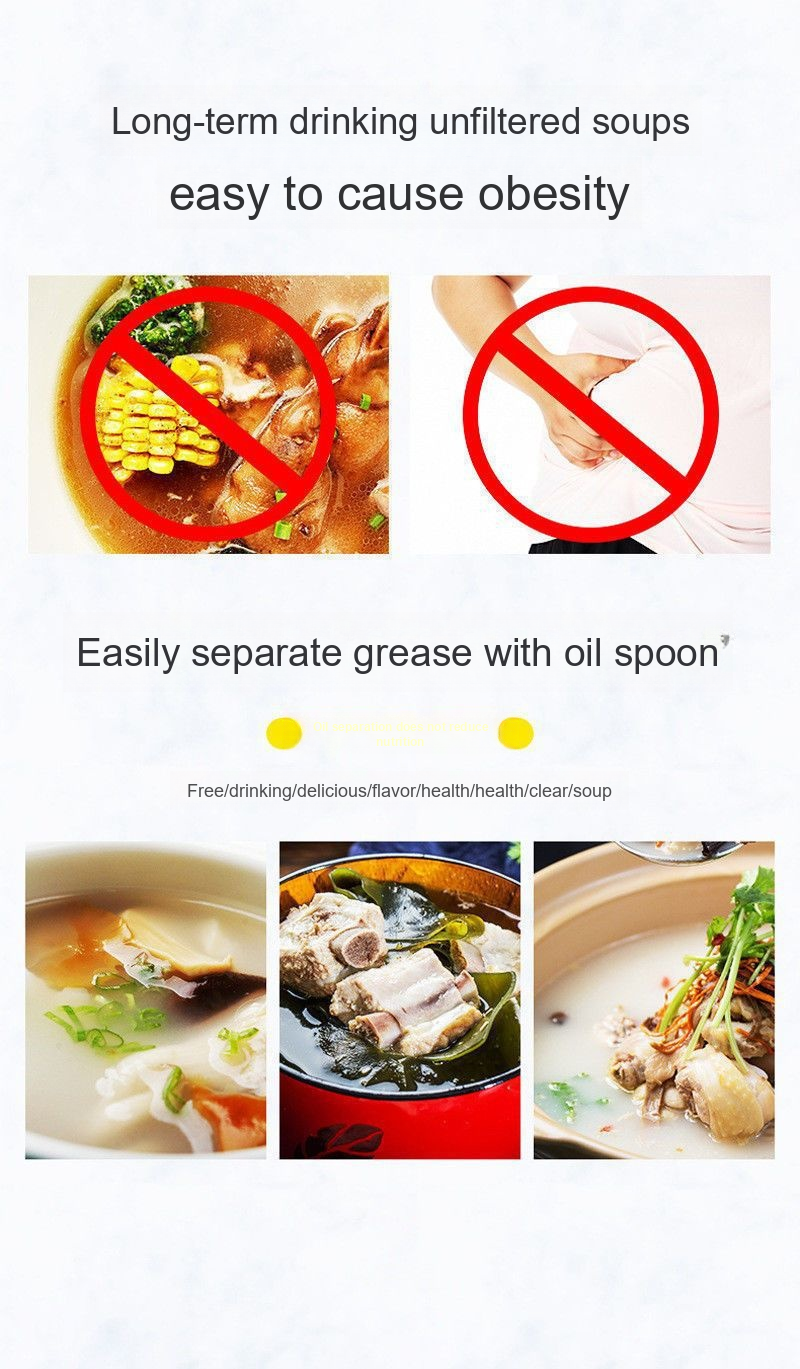 Long-term drinking unfiltered soups
easy to cause obesity
Easily separate grease with oil spoon
Free/drinking/delicious/flavor/health/health/clear/soup